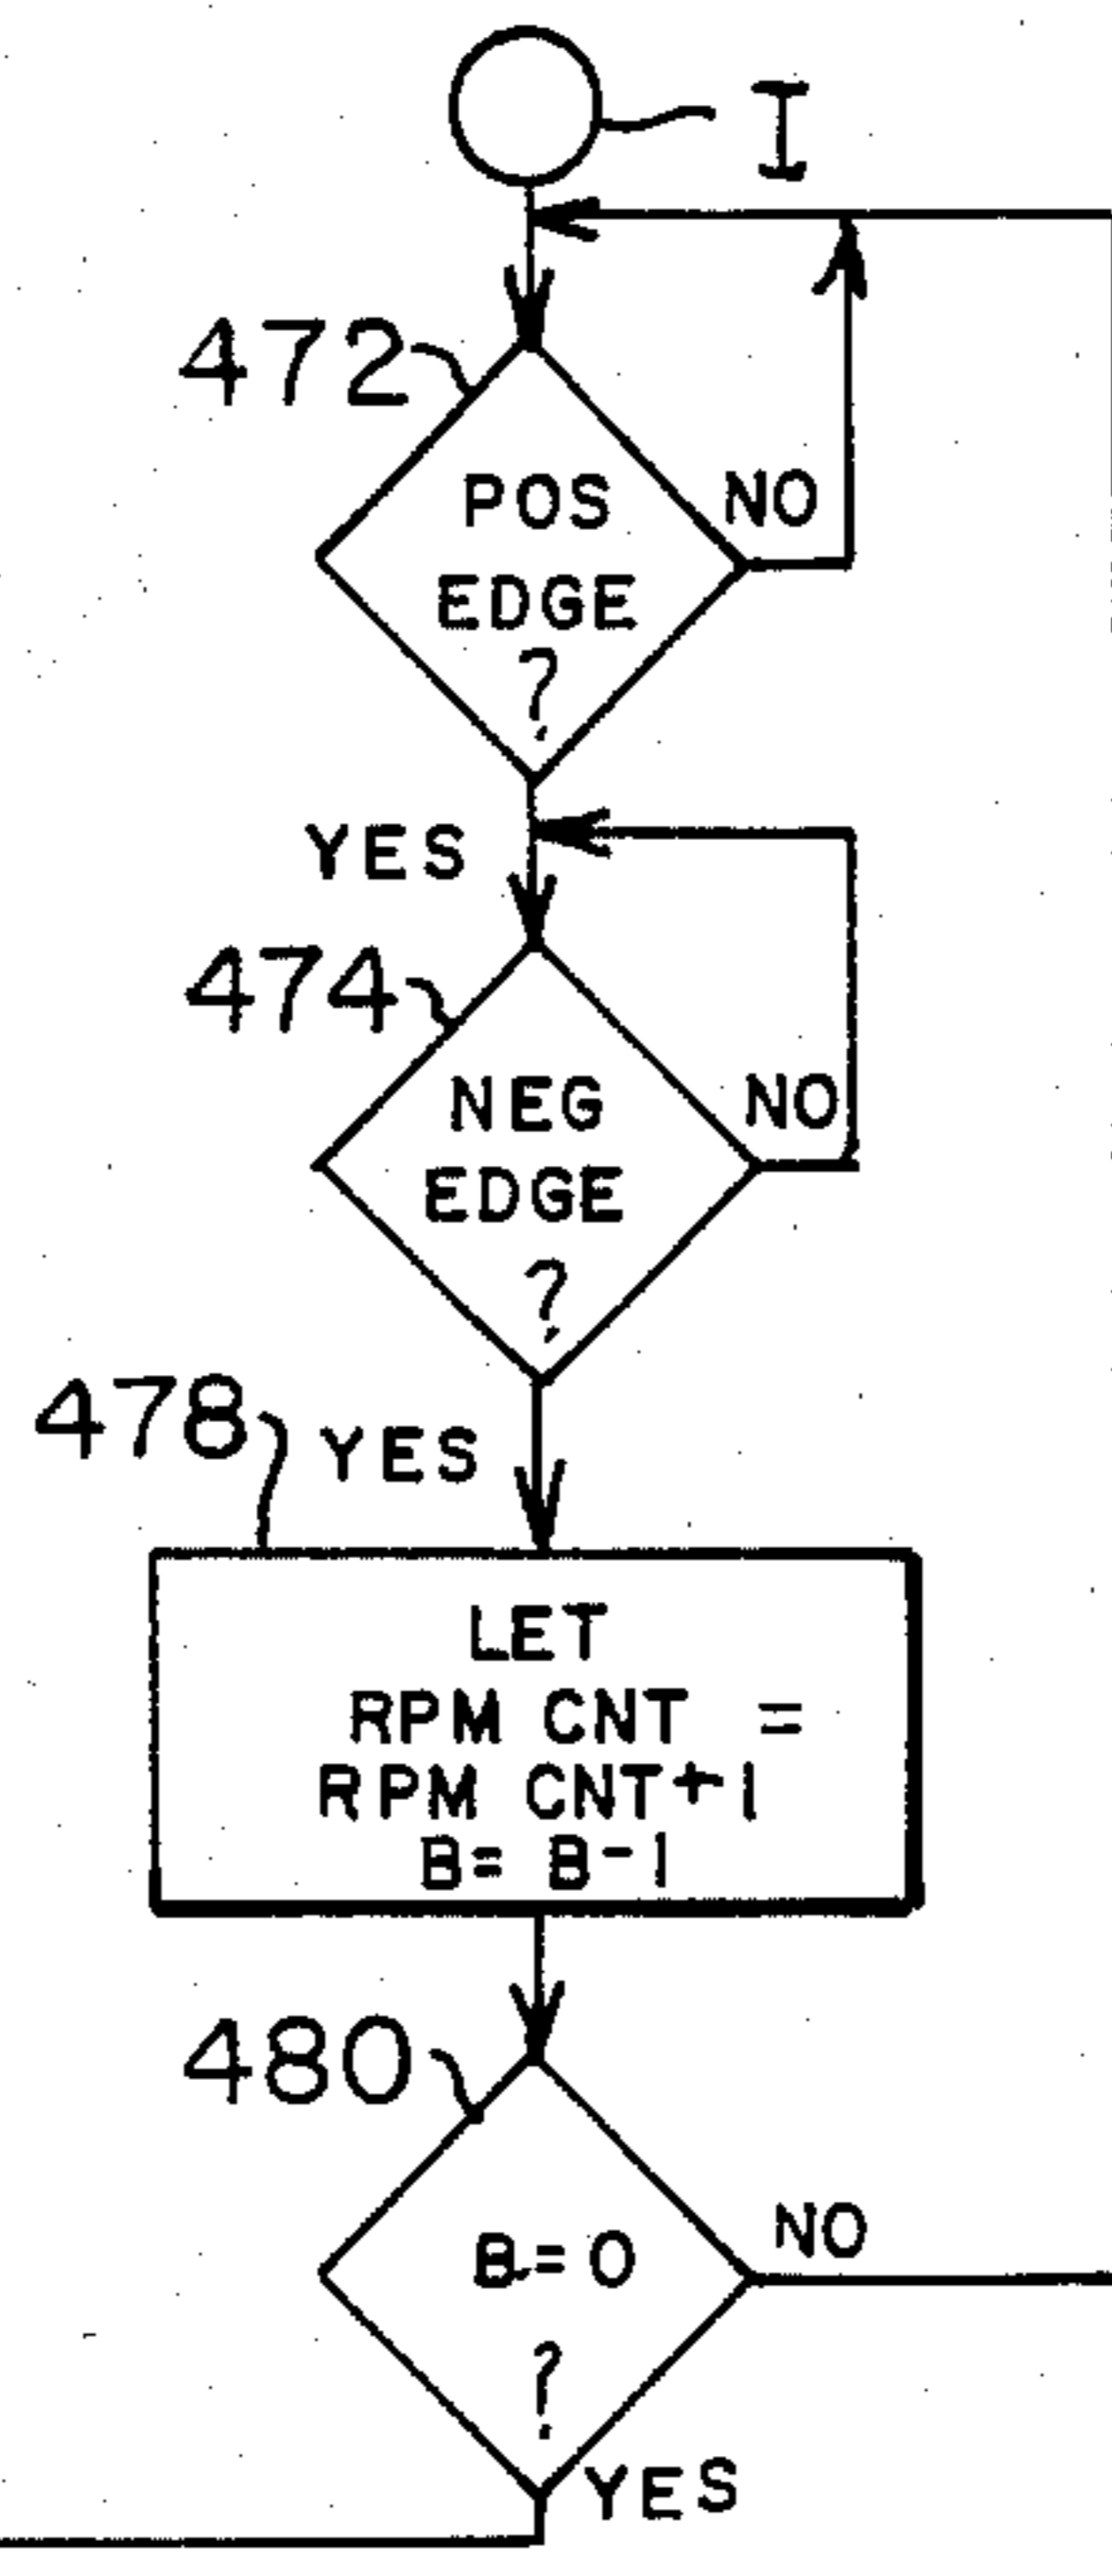 I
472
POS
EDGE
?
NO
YES
474
NEG
EDGE
?
NO
478
YES
LET
RPM CNT =
RPM CNT+1
B= B-1
480
B=0
?
NO
YES